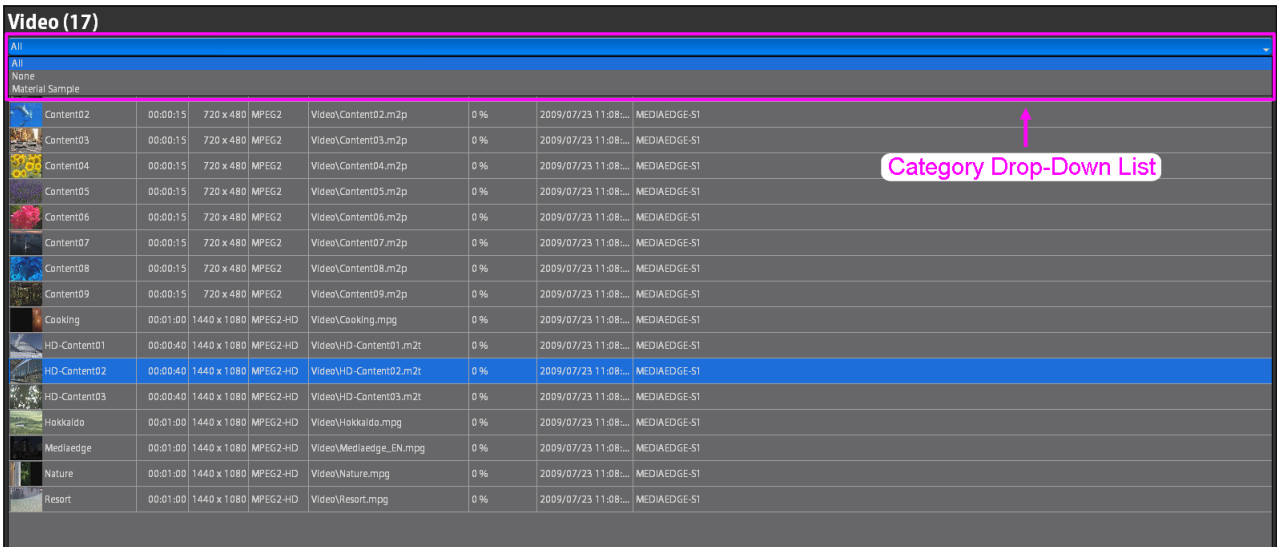 Video (17)
All
All
None
Material Sample
Content02 00:00:15 720 x 480 MPEG2 Video\Content02.m2p 0 % 2009/07/23 11:08:... MEDIAEDGE-S1
Content03 00:00:15 720 x 480 MPEG2 Video\Content03.m2p 0 % 2009/07/23 11:08:... MEDIAEDGE-S1
Content04 00:00:15 720 x 480 MPEG2 Video\Content04.m2p 0 % 2009/07/23 11:08:... MEDIAEDGE-S1
Category Drop-Down List
Content05 00:00:15 720 x 480 MPEG2 Video\Content05.m2p 0 % 2009/07/23 11:08:... MEDIAEDGE-S1
Content06 00:00:15 720 x 480 MPEG2 Video\Content06.m2p 0 % 2009/07/23 11:08:... MEDIAEDGE-S1
Content07 00:00:15 720 x 480 MPEG2 Video\Content07.m2p 0 % 2009/07/23 11:08:... MEDIAEDGE-S1
Content08 00:00:15 720 x 480 MPEG2 Video\Content08.m2p 0 % 2009/07/23 11:08:... MEDIAEDGE-S1
Content09 00:00:15 720 x 480 MPEG2 Video\Content09.m2p 0 % 2009/07/23 11:08:... MEDIAEDGE-S1
Cooking 00:01:00 1440 x 1080 MPEG2-HD Video\Cooking.mpg 0 % 2009/07/23 11:08:... MEDIAEDGE-S1
HD-Content01 00:00:40 1440 x 1080 MPEG2-HD Video\HD-Content01.m2t 0 % 2009/07/23 11:08:... MEDIAEDGE-S1
HD-Content02 00:00:40 1440 x 1080 MPEG2-HD Video\HD-Content02.m2t 0 % 2009/07/23 11:08:... MEDIAEDGE-S1
HD-Content03 00:00:40 1440 x 1080 MPEG2-HD Video\HD-Content03.m2t 0 % 2009/07/23 11:08:... MEDIAEDGE-S1
Hokkaido 00:01:00 1440 x 1080 MPEG2-HD Video\Hokkaido.mpg 0 % 2009/07/23 11:08:... MEDIAEDGE-S1
Mediaedge 00:01:00 1440 x 1080 MPEG2-HD Video\Mediaedge_EN.mpg 0 % 2009/07/23 11:08:... MEDIAEDGE-S1
Nature 00:01:00 1440 x 1080 MPEG2-HD Video\Nature.mpg 0 % 2009/07/23 11:08:... MEDIAEDGE-S1
Resort 00:01:00 1440 x 1080 MPEG2-HD Video\Resort.mpg 0 % 2009/07/23 11:08:... MEDIAEDGE-S1